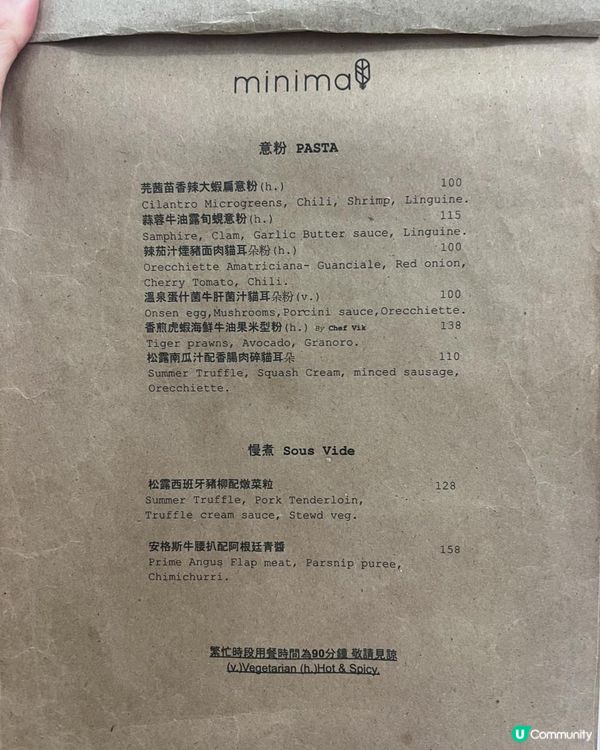 minimal
意粉 PASTA
芫茜苗香辣大蝦扁意粉(h.) 100
Cilantro Microgreens, Chili, Shrimp, Linguine.
蒜蓉牛油露旬蜆意粉(h.) 115
Samphire, Clam, Garlic Butter sauce, Linguine.
辣茄汁煙豬面肉貓耳朵粉(h.) 100
Orecchiette Amatriciana- Guanciale, Red onion,
Cherry Tomato, Chili.
溫泉蛋什菌牛肝菌汁貓耳朵粉(v.) 100
Onsen egg,Mushrooms,Porcini sauce,Orecchiette.
香煎虎蝦海鮮牛油果米型粉(h.) By Chef Vik 138
Tiger prawns, Avocado, Granoro.
松露南瓜汁配香腸肉碎貓耳朵 110
Summer Truffle, Squash Cream, minced sausage,
Orecchiette.
慢煮 Sous Vide
松露西班牙豬柳配燉菜粒 128
Summer Truffle, Pork Tenderloin,
Truffle cream sauce, Stewd veg.
安格斯牛腰扒配阿根廷青醬 158
Prime Angus Flap meat, Parsnip puree,
Chimichurri.
繁忙時段用餐時間為90分鐘 敬請見諒
(v.)Vegetarian (h.)Hot & Spicy.
U Community